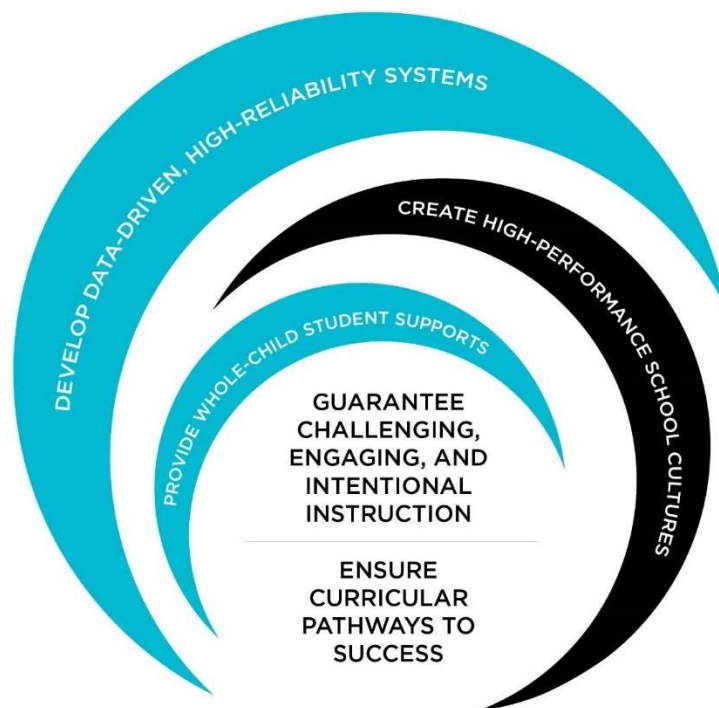 DEVELOP DATA-DRIVEN, HIGH-RELIABILITY SYSTEMS
CREATE HIGH-PERFORMANCE SCHOOL CULTURES
PROVIDE WHOLE-CHILD STUDENT SUPPORTS
GUARANTEE
CHALLENGING,
ENGAGING, AND
INTENTIONAL
INSTRUCTION
ENSURE
CURRICULAR
PATHWAYS TO
SUCCESS